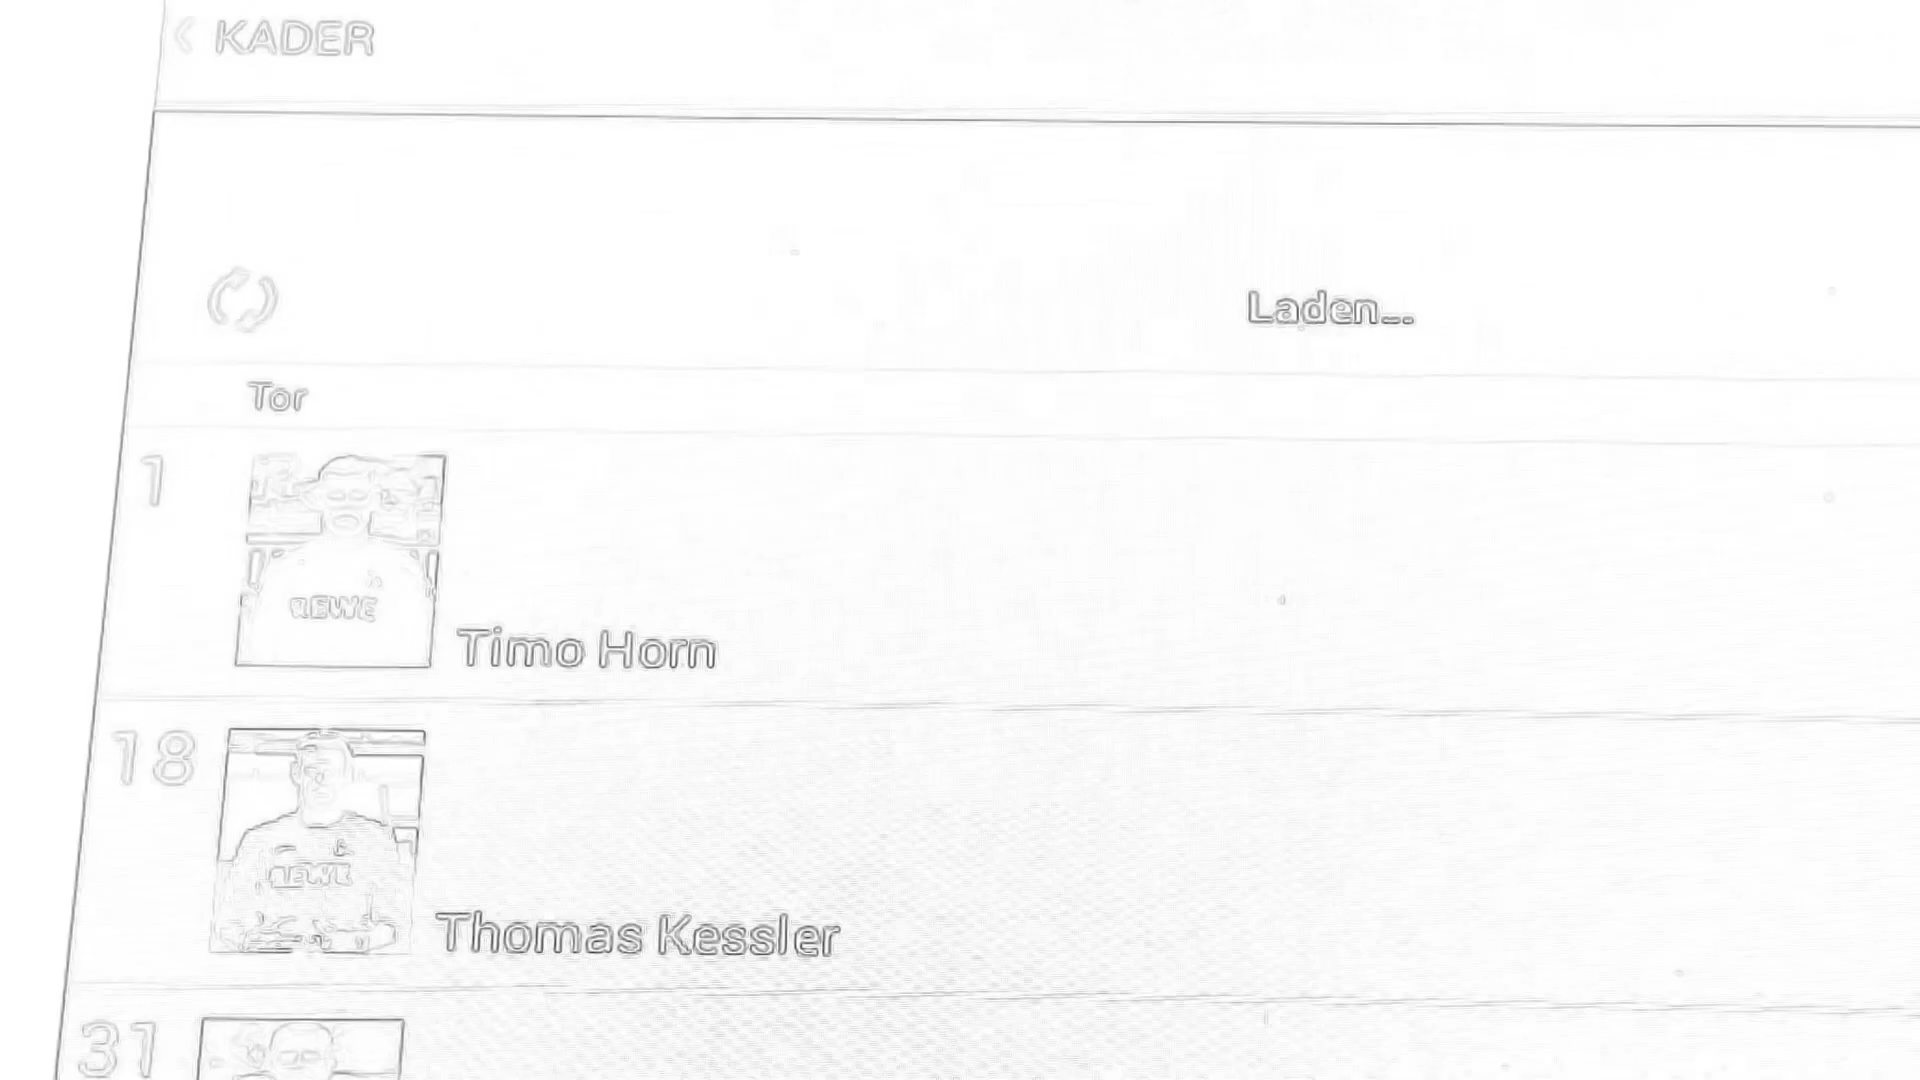 KADER
Laden...
Tor
1
REWE
Timo Horn
18
REWE
Thomas Kessler
31